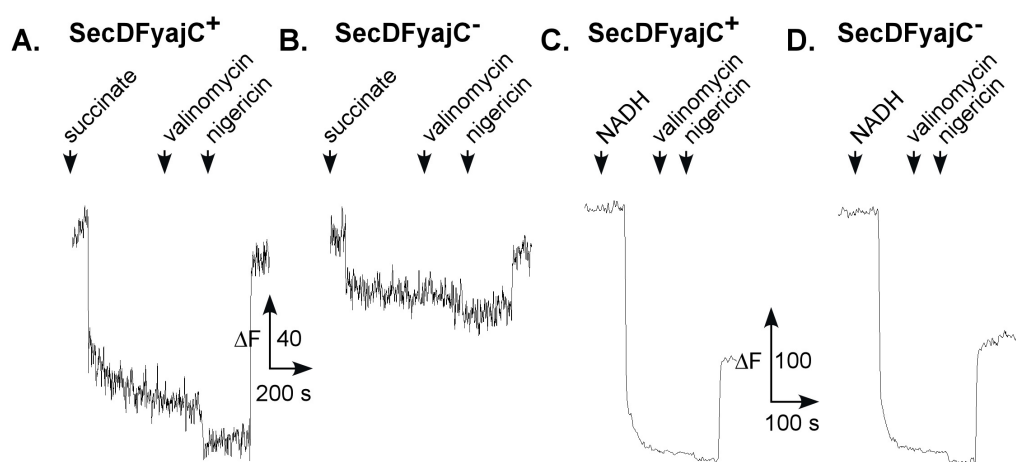 A. SecDFyajC+
succinate
valinomycin
nigericin
ΔF 40
200 s
B. SecDFyajC-
succinate
valinomycin
nigericin
C. SecDFyajC+
NADH
valinomycin
nigericin
ΔF 100
100 s
D. SecDFyajC-
NADH
valinomycin
nigericin